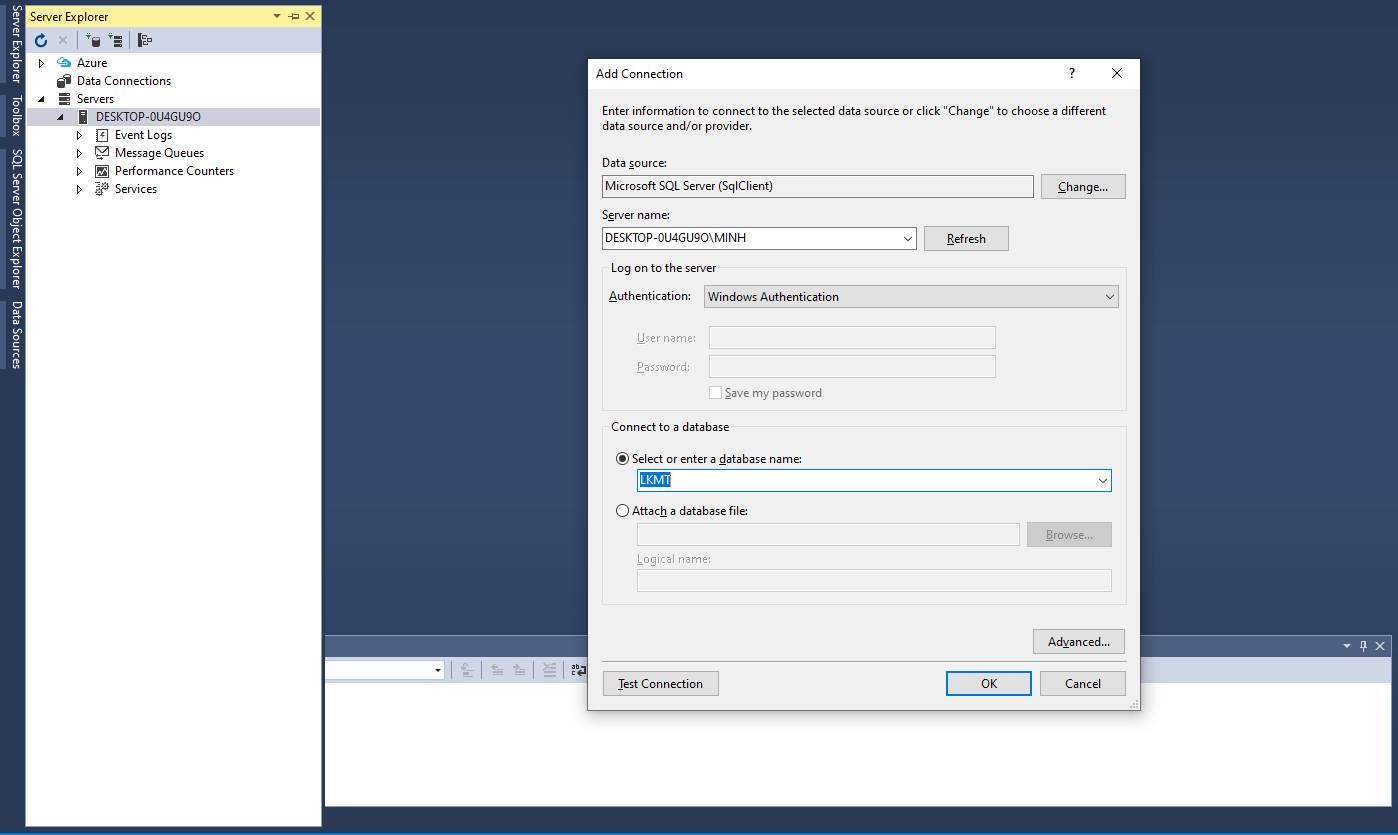 Server Explorer
Toolbox
SQL Server Object Explorer
Data Sources
Server Explorer
Azure
Data Connections
Servers
DESKTOP-0U4GU9O
Event Logs
Message Queues
Performance Counters
Services
Add Connection
?
Enter information to connect to the selected data source or click "Change" to choose a different
data source and/or provider.
Data source:
Microsoft SQL Server (SqlClient)
Change...
Server name:
DESKTOP-0U4GU9O\MINH
Refresh
Log on to the server
Authentication:
Windows Authentication
User name:
Password:
Save my password
Connect to a database
Select or enter a database name:
LKMT
Attach a database file:
Browse...
Logical name:
Advanced...
Test Connection
OK
Cancel